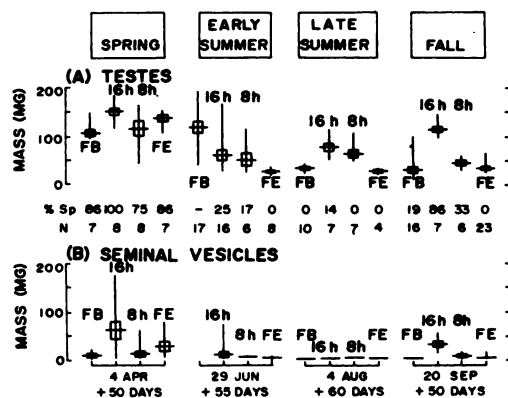 SPRING
EARLY SUMMER
LATE SUMMER
FALL
(A) TESTES
MASS (MG)
200
100
0
FB 16h 8h FE
FB 16h 8h FE
FB 16h 8h FE
FB 16h 8h FE
% Sp 86 100 75 86 - 25 17 0 0 14 0 0 19 86 33 0
N 7 8 8 7 17 16 6 8 10 7 7 4 16 7 6 23
(B) SEMINAL VESICLES
MASS (MG)
200
100
0
FB 16h 8h FE
16h 8h FE
FB 16h 8h FE
FB 16h 8h FE
4 APR 29 JUN 4 AUG 20 SEP
+ 50 DAYS + 55 DAYS + 60 DAYS + 50 DAYS